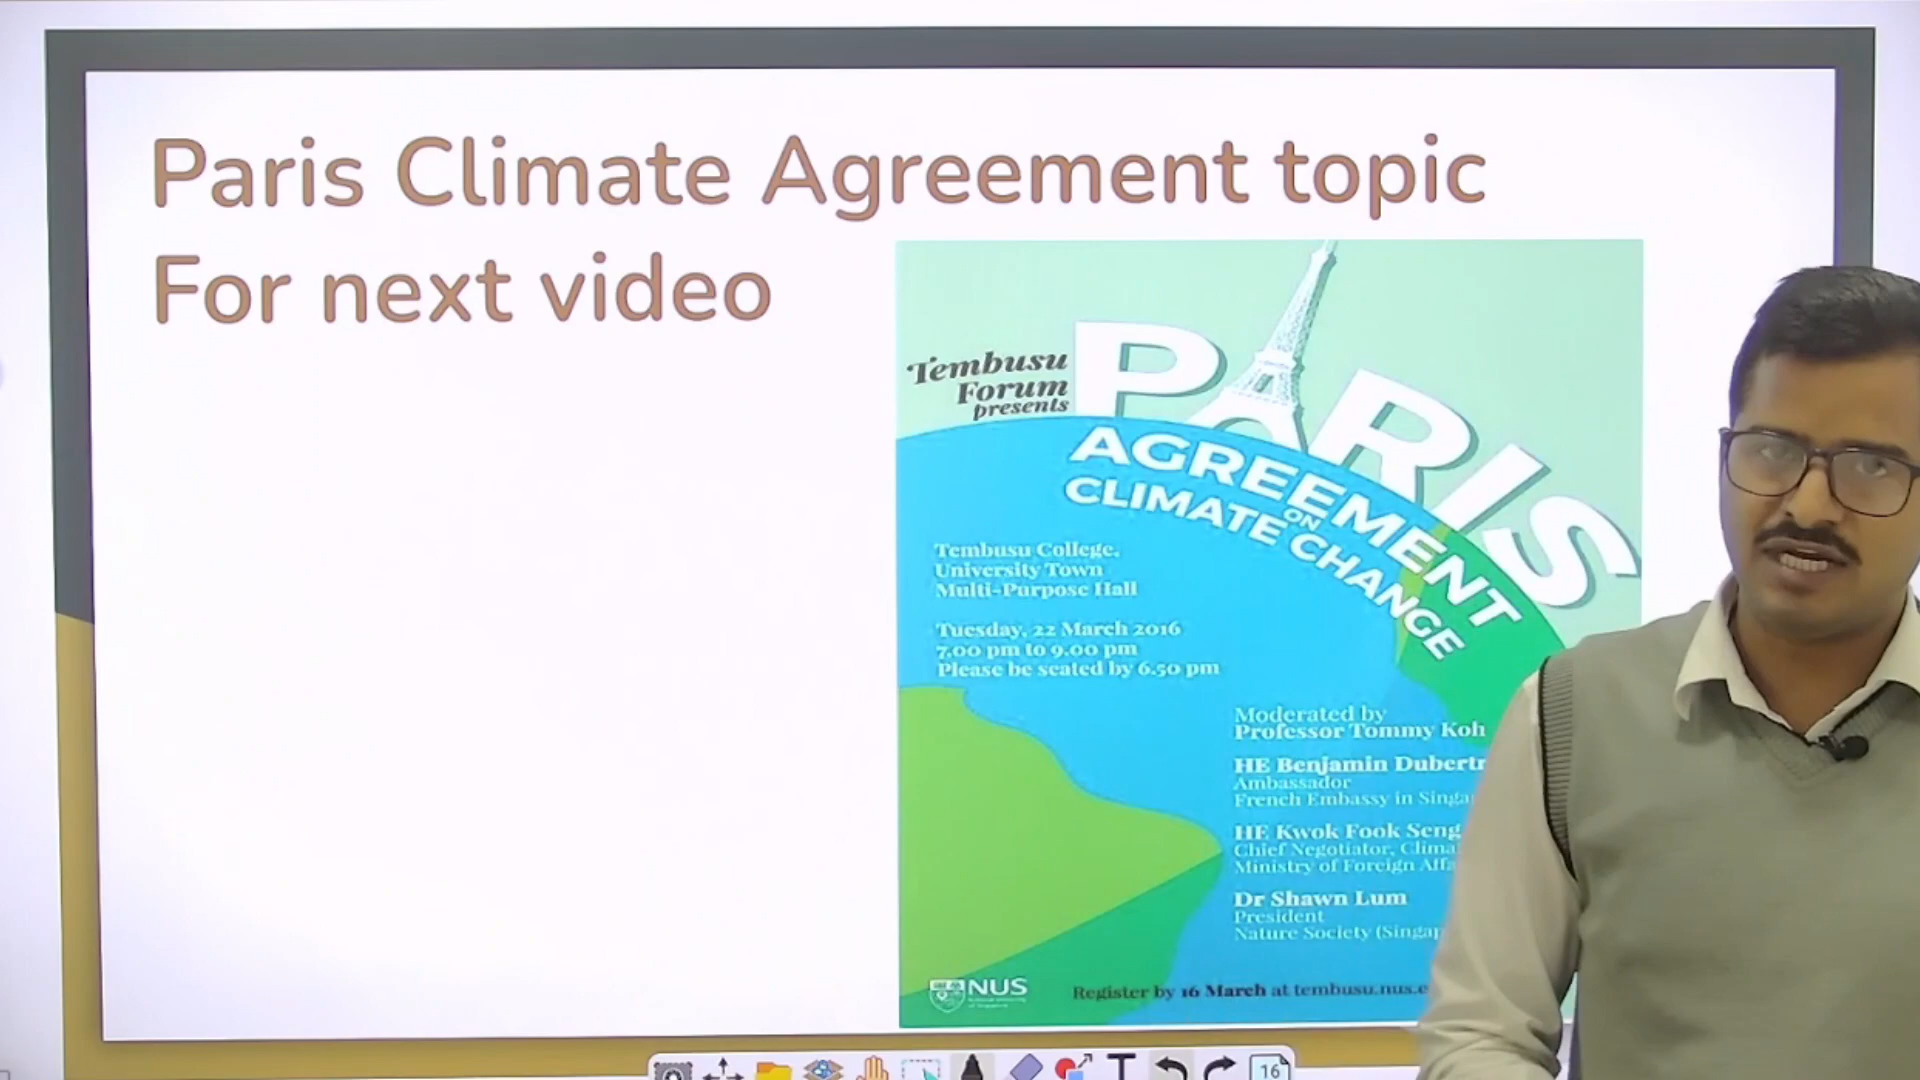 Paris Climate Agreement topic
For next video
Tembusu
Forum
presents
PARIS
AGREEMENT
ON
CLIMATE CHANGE
Tembusu College,
University Town
Multi-Purpose Hall
Tuesday, 22 March 2016
7.00 pm to 9.00 pm
Please be seated by 6.50 pm
Moderated by
Professor Tommy Koh
HE Benjamin
Ambassador
French Embassy in
HE Kwok Fook Seng
Chief Negotiator,
Ministry of Foreign
Dr Shawn Lum
President
Nature Society
NUS
Register by 16 March at
16